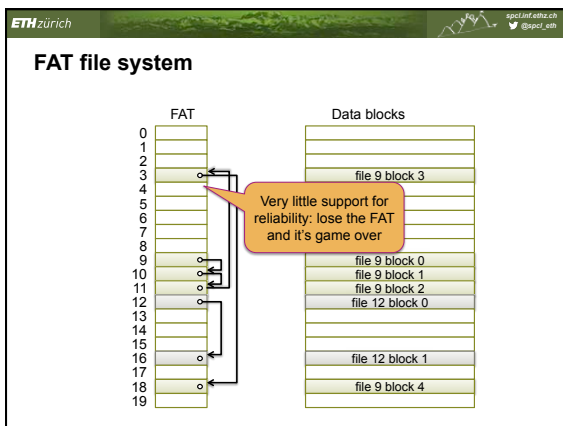 ETH zürich
spcl.inf.ethz.ch
@spcl_eth
FAT file system
FAT
Data blocks
0
1
2
3
file 9 block 3
4
5
6
7
8
Very little support for
reliability: lose the FAT
and it's game over
9
file 9 block 0
10
file 9 block 1
11
file 9 block 2
12
file 12 block 0
13
14
15
16
file 12 block 1
17
18
file 9 block 4
19